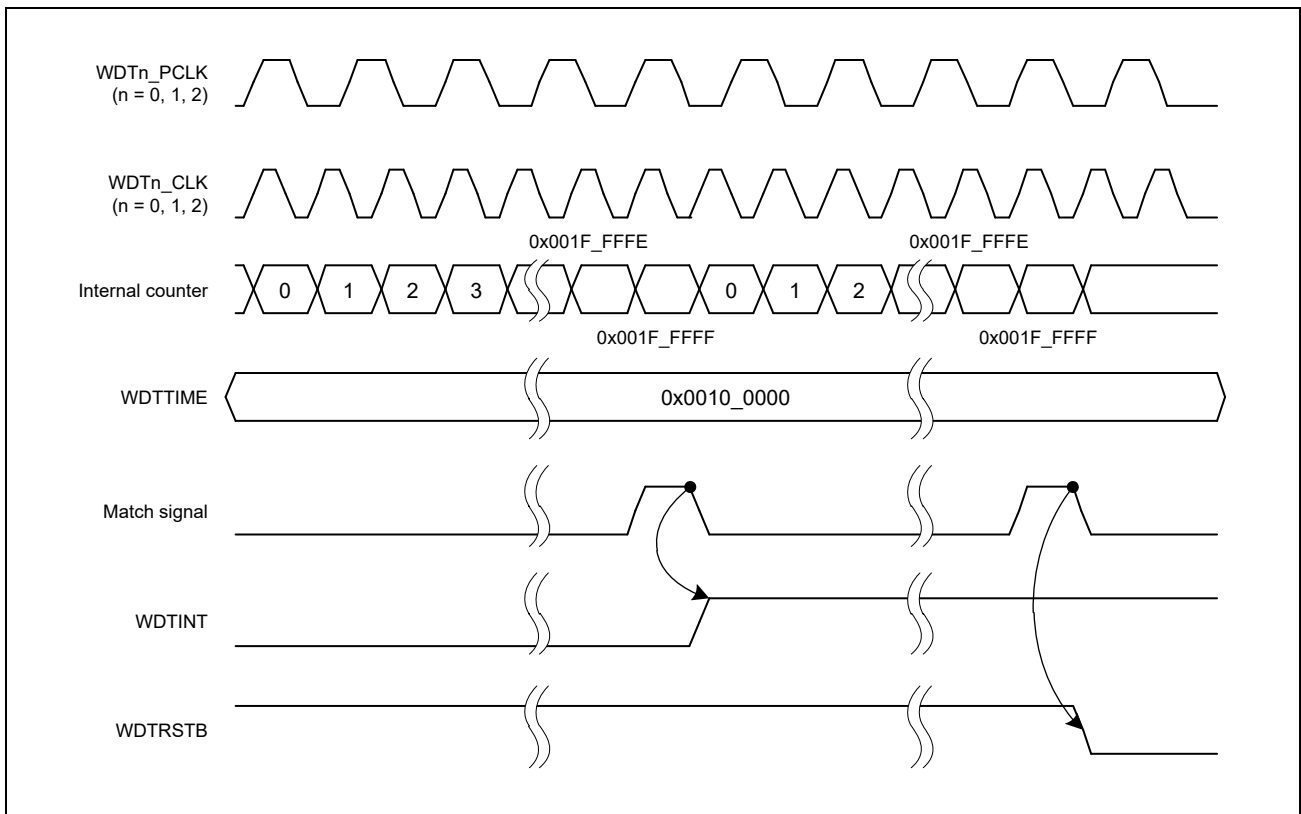 WDTn_PCLK
(n = 0, 1, 2)
WDTn_CLK
(n = 0, 1, 2)
0x001F_FFFE 0x001F_FFFE
Internal counter 0 1 2 3 0 1 2
0x001F_FFFF 0x001F_FFFF
WDTTIME 0x0010_0000
Match signal
WDTINT
WDTRSTB